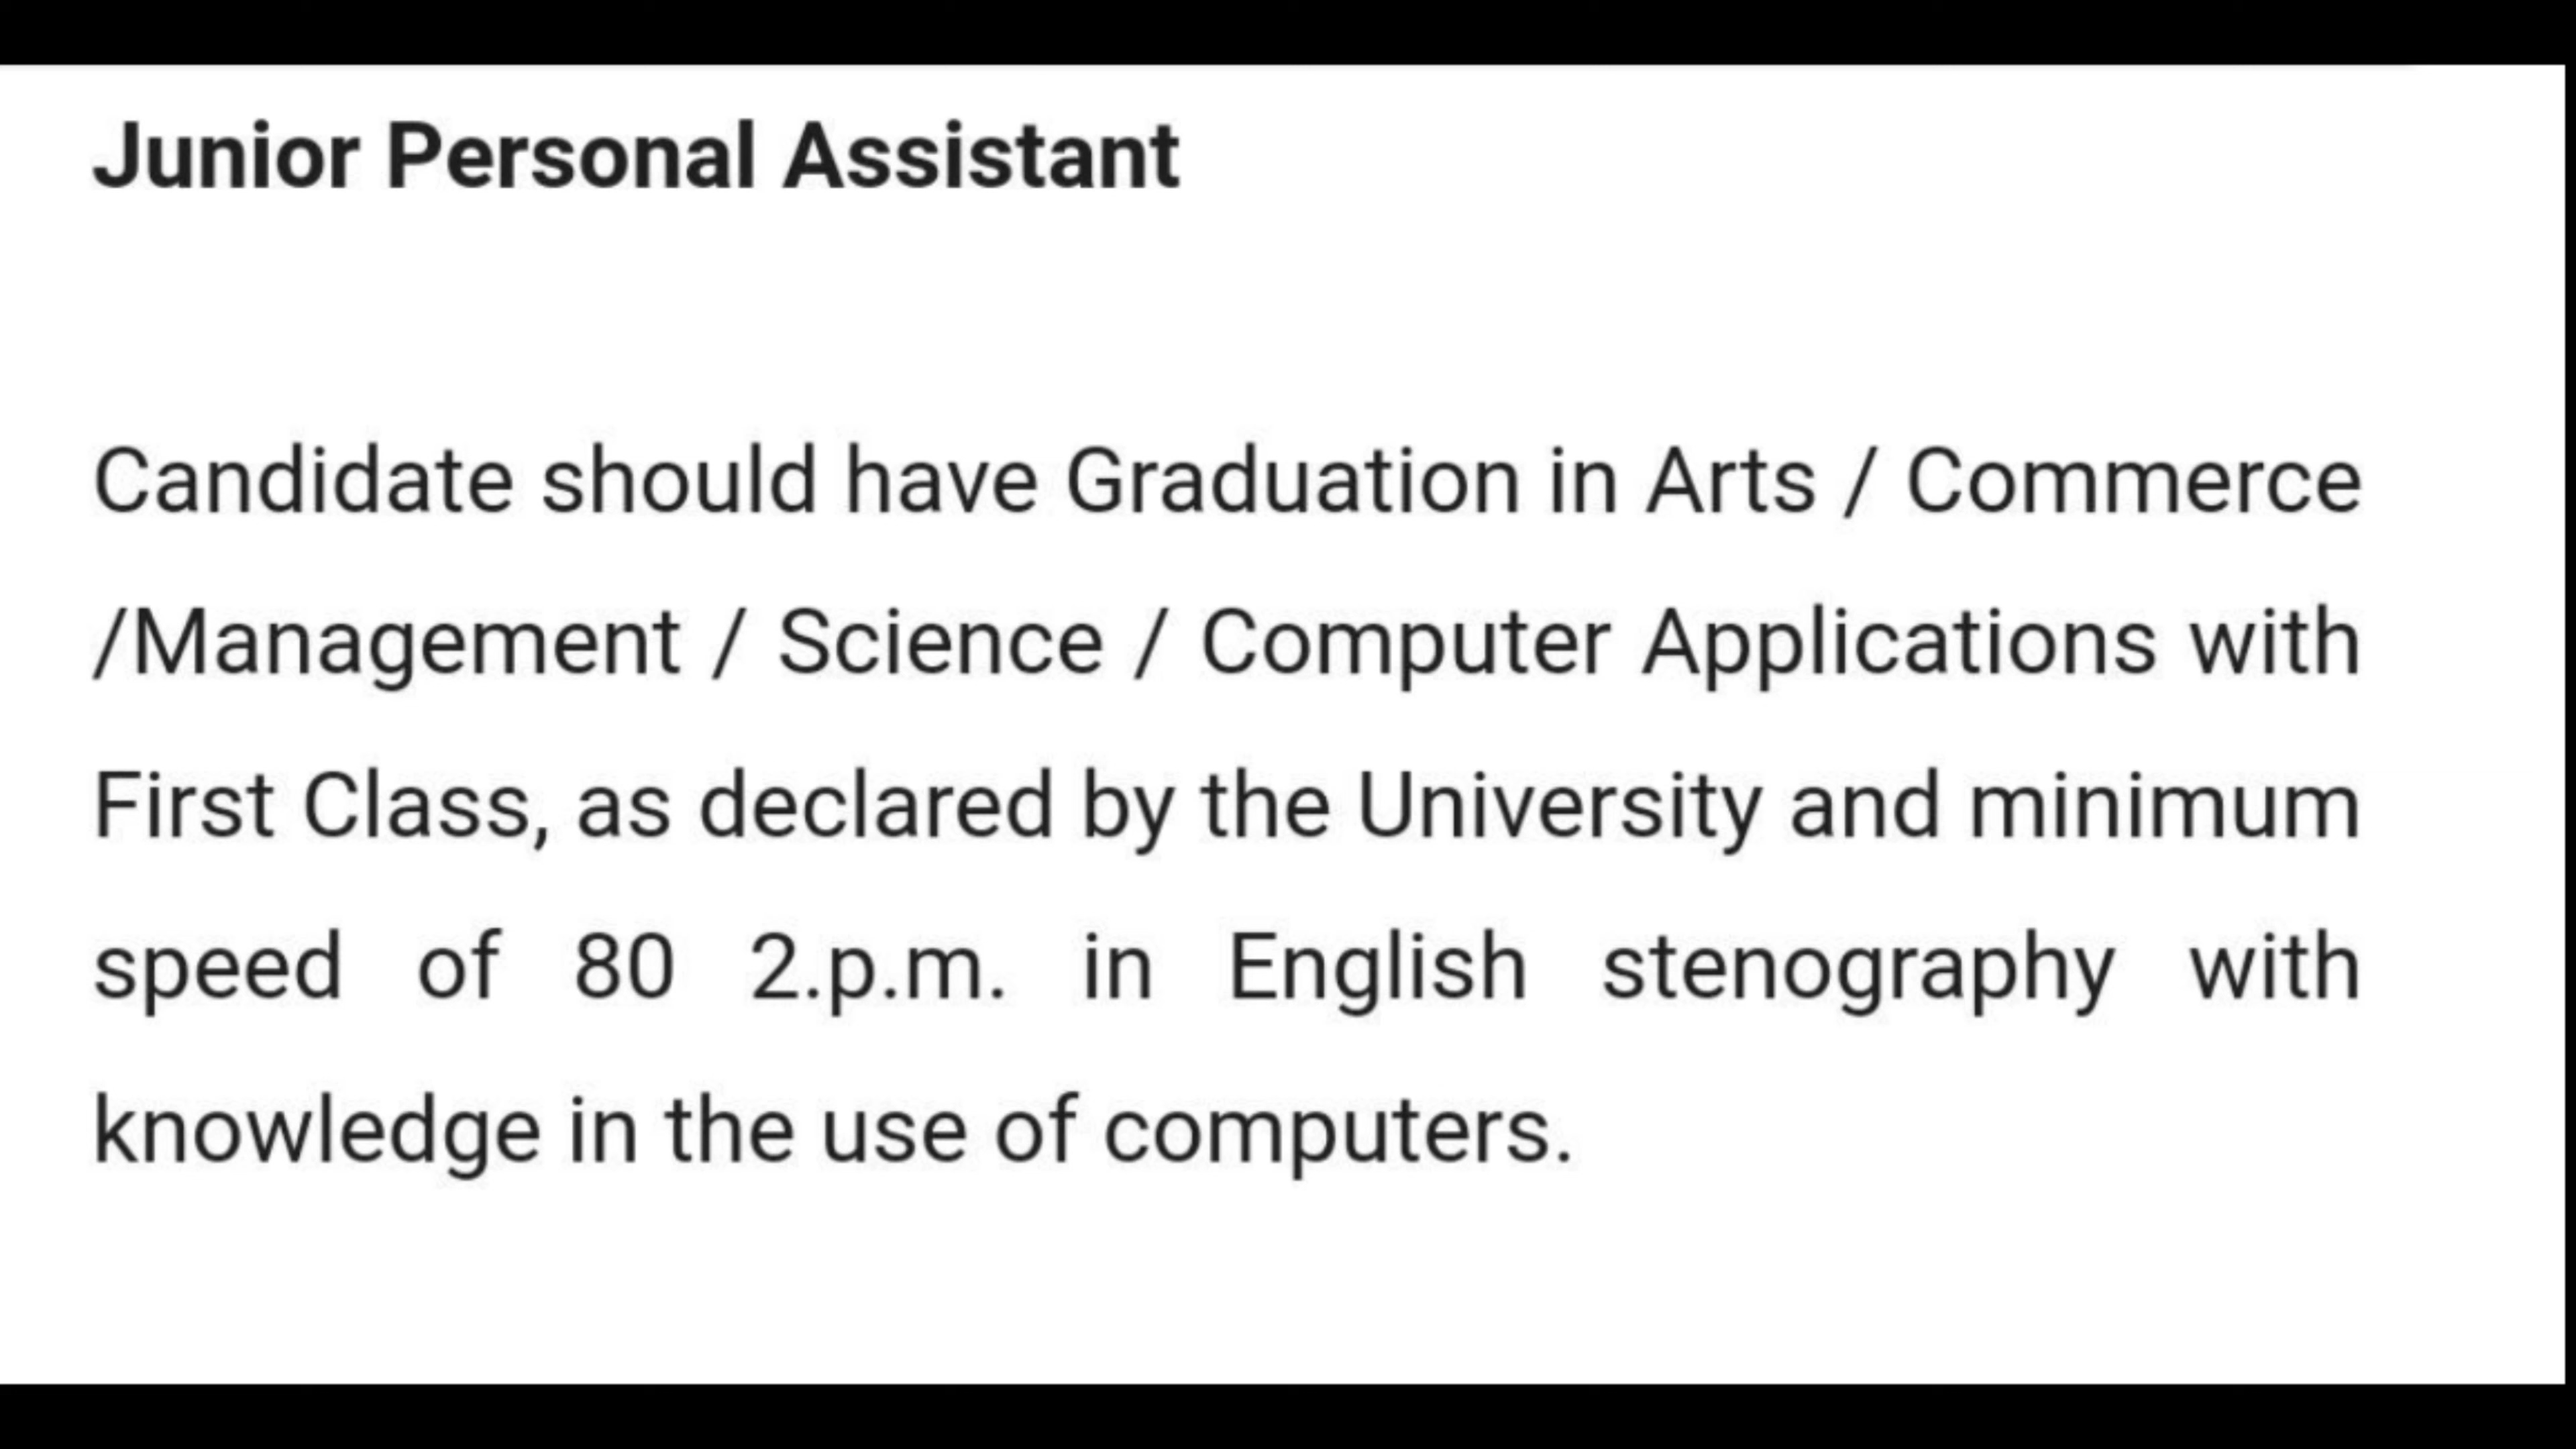 Junior Personal Assistant
Candidate should have Graduation in Arts / Commerce
/Management / Science / Computer Applications with
First Class, as declared by the University and minimum
speed of 80 2.p.m. in English stenography with
knowledge in the use of computers.